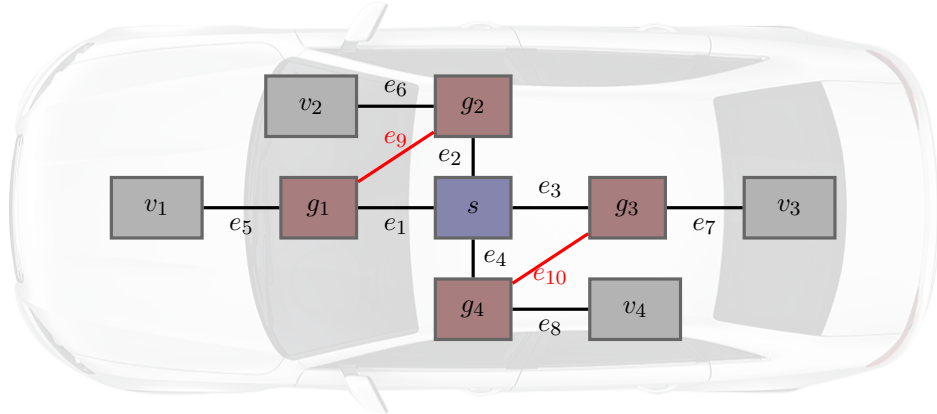 e₆
v₂
g₂
e₉
e₂
e₃
v₁
g₁
s
g₃
v₃
e₅
e₁
e₇
e₄
e₁₀
g₄
v₄
e₈